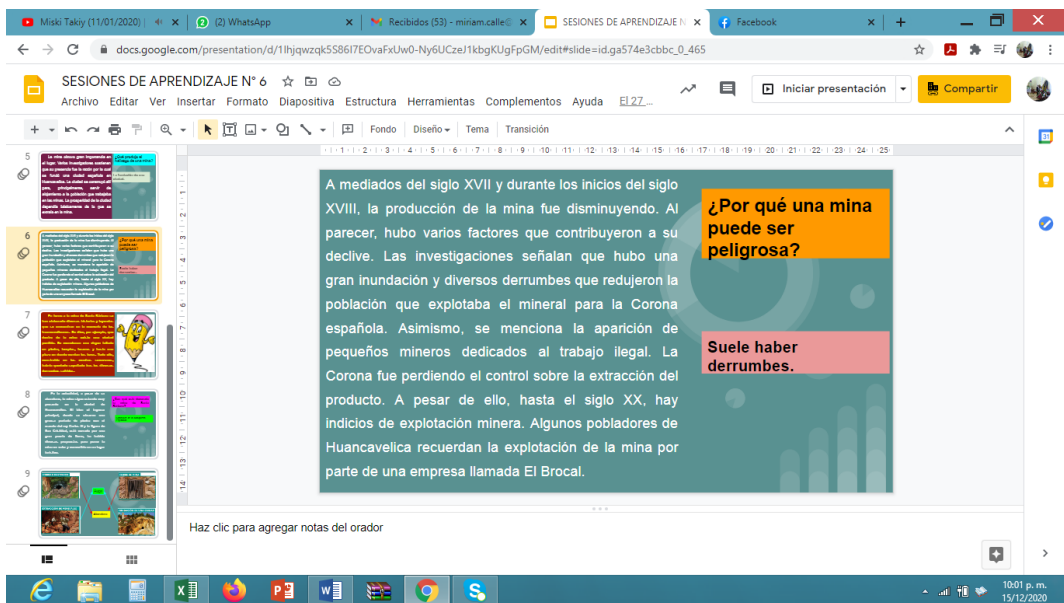 Miski Takiy (11/01/2020) |
(2) WhatsApp
Recibidos (53) - miriam.calle@
SESIONES DE APRENDIZAJE N
Facebook
docs.google.com/presentation/d/1lhjqwzqk5S86I7EOvaFxUw0-Ny6UCzeJ1kbgKUgFpGM/edit#slide=id.ga574e3cbbc_0_465
SESIONES DE APRENDIZAJE N° 6
Archivo Editar Ver Insertar Formato Diapositiva Estructura Herramientas Complementos Ayuda El 27 ...
Iniciar presentación
Compartir
Fondo Diseño Tema Transición
A mediados del siglo XVII y durante los inicios del siglo
XVIII, la producción de la mina fue disminuyendo. Al
parecer, hubo varios factores que contribuyeron a su
declive. Las investigaciones señalan que hubo una
gran inundación y diversos derrumbes que redujeron la
población que explotaba el mineral para la Corona
española. Asimismo, se menciona la aparición de
pequeños mineros dedicados al trabajo ilegal. La
Corona fue perdiendo el control sobre la extracción del
producto. A pesar de ello, hasta el siglo XX, hay
indicios de explotación minera. Algunos pobladores de
Huancavelica recuerdan la explotación de la mina por
parte de una empresa llamada El Brocal.
¿Por qué una mina
puede ser
peligrosa?
Suele haber
derrumbes.
5
6
7
8
9
Haz clic para agregar notas del orador
10:01 p. m.
15/12/2020